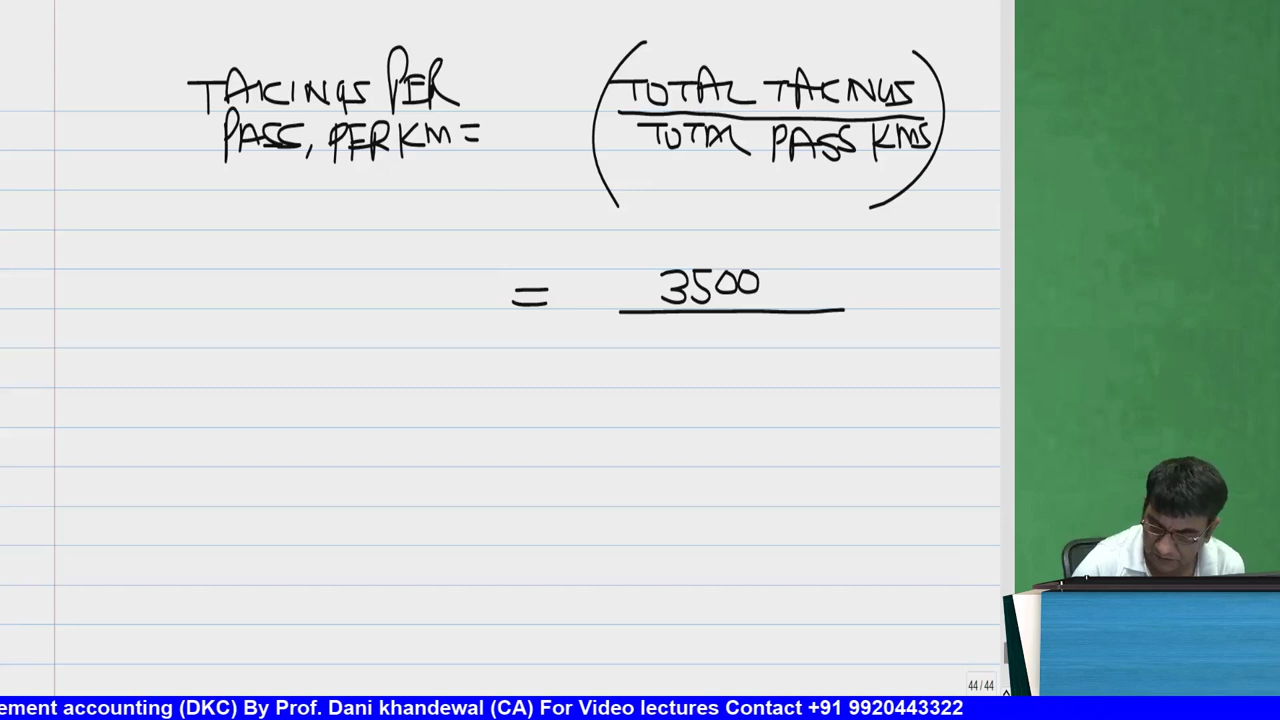 TAKINGS PER
PASS, PER KM =
TOTAL TAKINGS
TOTAL PASS KMS
= 3500
44 / 44
ement accounting (DKC) By Prof. Dani khandewal (CA) For Video lectures Contact +91 9920443322